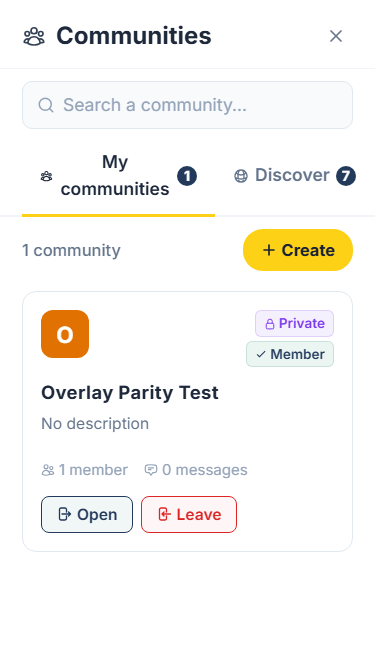 Communities
Search a community...
My
communities
1
Discover 7
1 community
+ Create
O
Private
Member
Overlay Parity Test
No description
1 member 0 messages
Open Leave